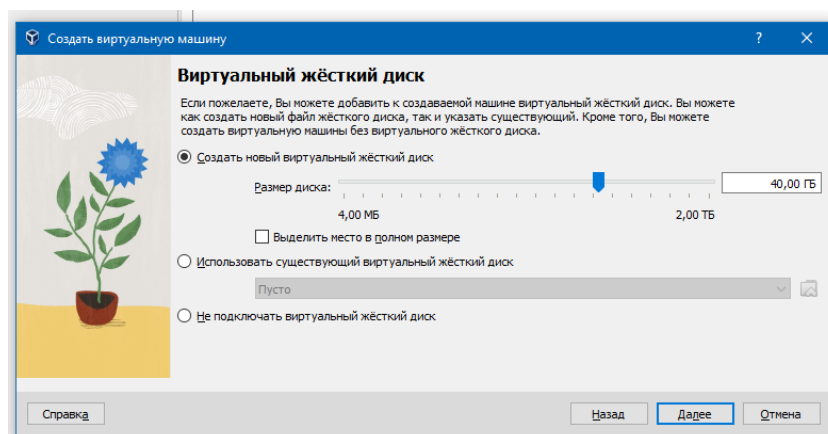 Создать виртуальную машину
Виртуальный жёсткий диск
Если пожелаете, Вы можете добавить к создаваемой машине виртуальный жёсткий диск. Вы можете
как создать новый файл жёсткого диска, так и указать существующий. Кроме того, Вы можете
создать виртуальную машины без виртуального жёсткого диска.
Создать новый виртуальный жёсткий диск
Размер диска: 40,00 ГБ
4,00 МБ 2,00 ТБ
Выделить место в полном размере
Использовать существующий виртуальный жёсткий диск
Пусто
Не подключать виртуальный жёсткий диск
Справка Назад Далее Отмена